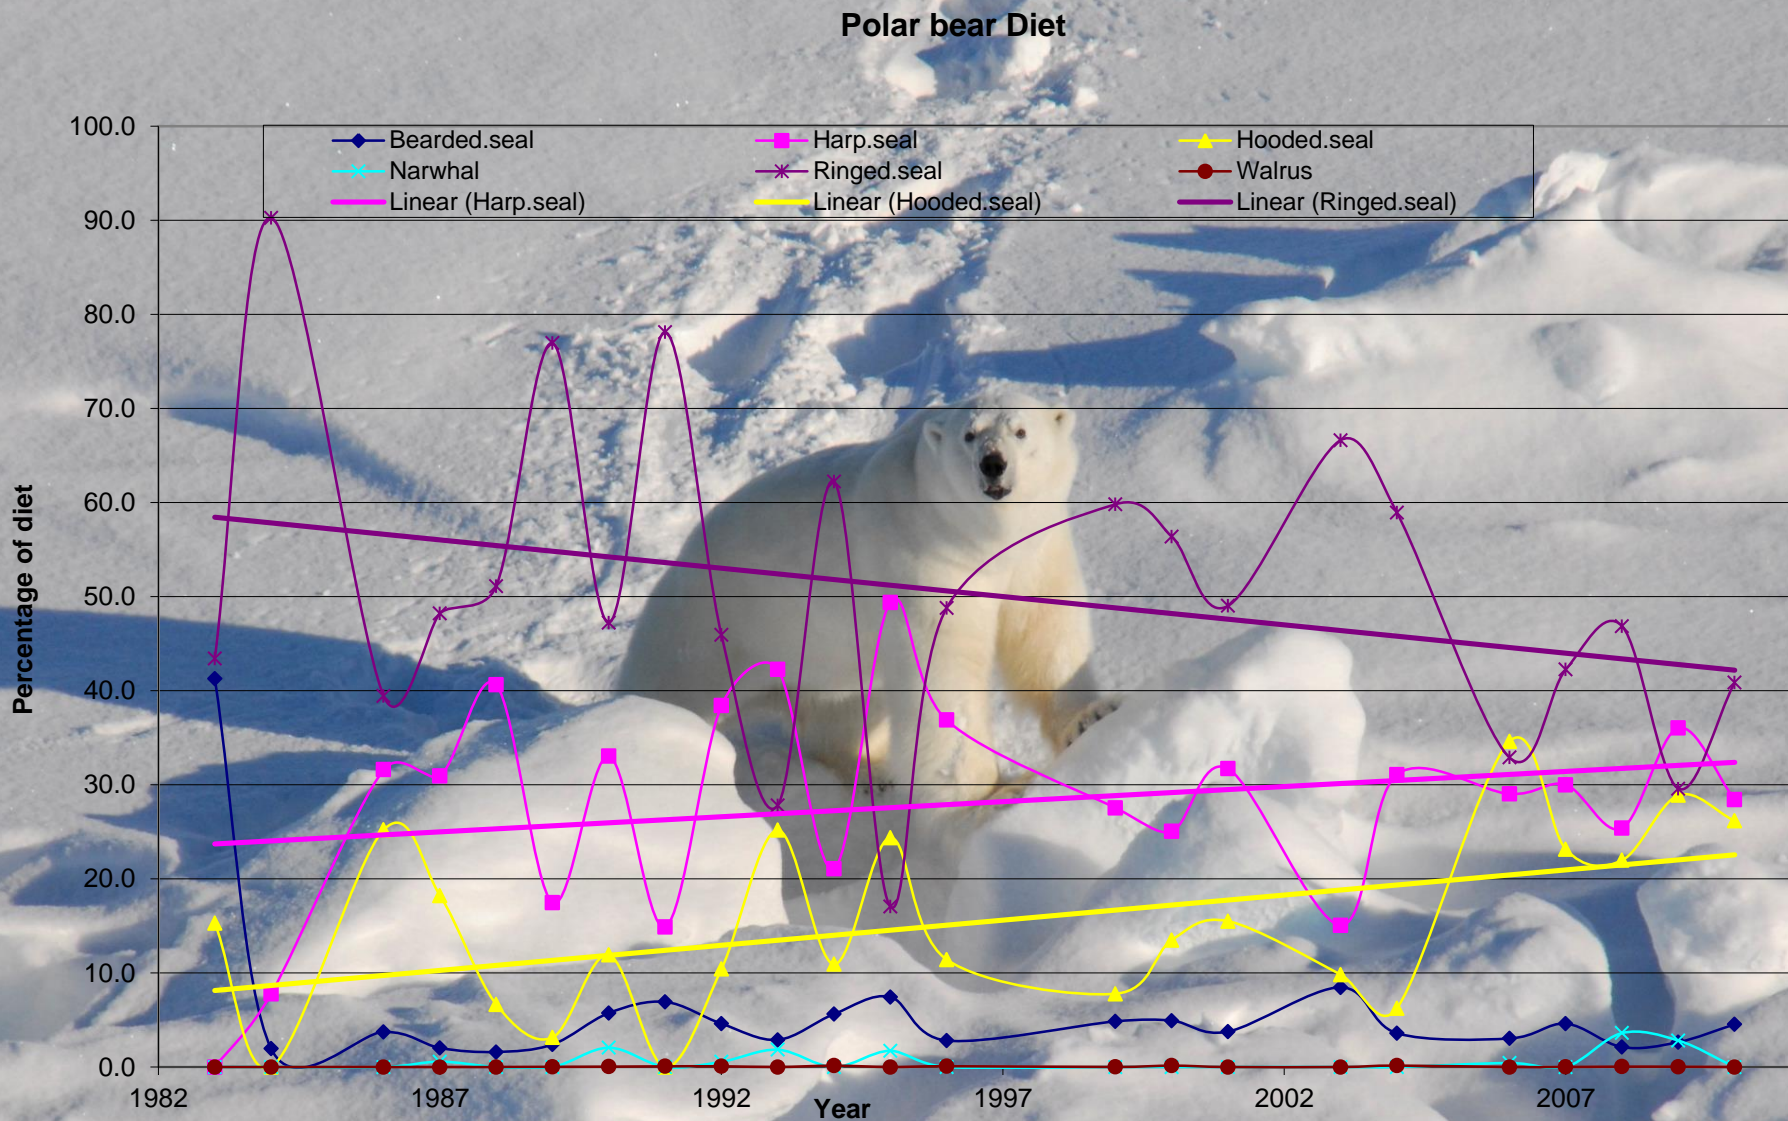 Polar bear Diet
Bearded.seal
Harp.seal
Hooded.seal
Narwhal
Ringed.seal
Walrus
Linear (Harp.seal)
Linear (Hooded.seal)
Linear (Ringed.seal)
Percentage of diet
100.0
90.0
80.0
70.0
60.0
50.0
40.0
30.0
20.0
10.0
0.0
1982
1987
1992
1997
2002
2007
Year